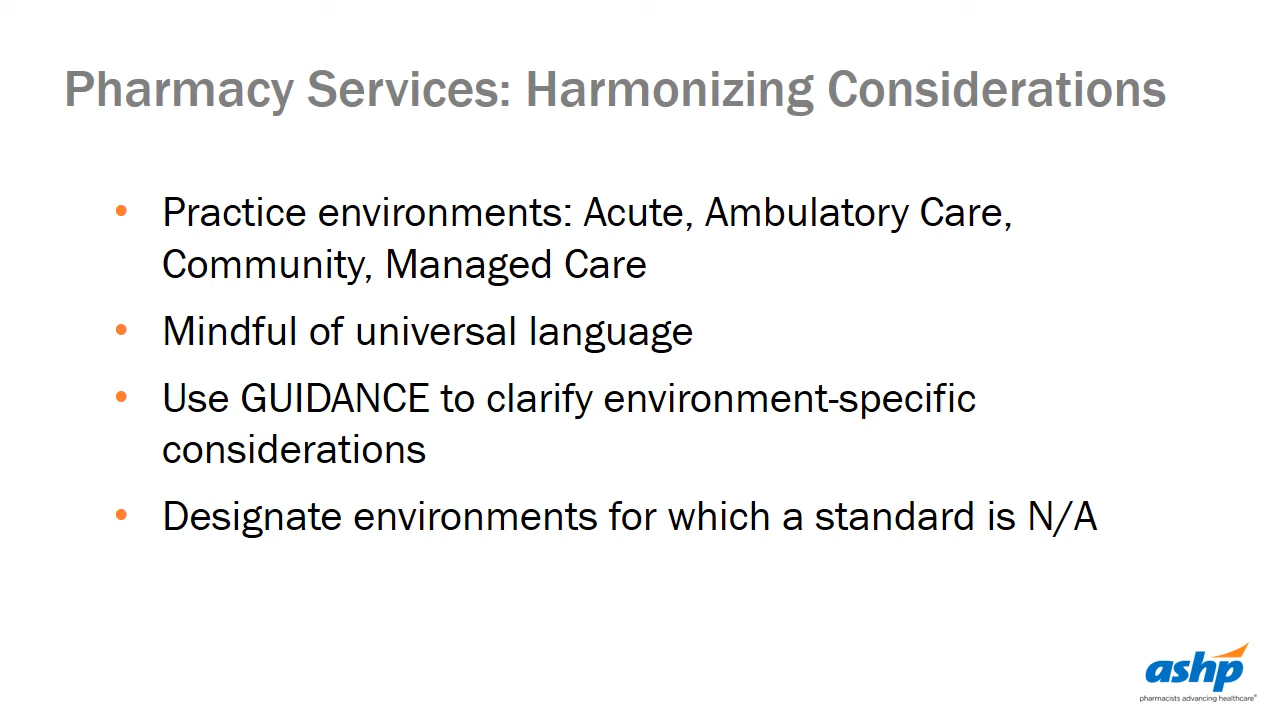 Pharmacy Services: Harmonizing Considerations
• Practice environments: Acute, Ambulatory Care,
Community, Managed Care
• Mindful of universal language
• Use GUIDANCE to clarify environment-specific
considerations
• Designate environments for which a standard is N/A
ashp
pharmacists advancing healthcare®